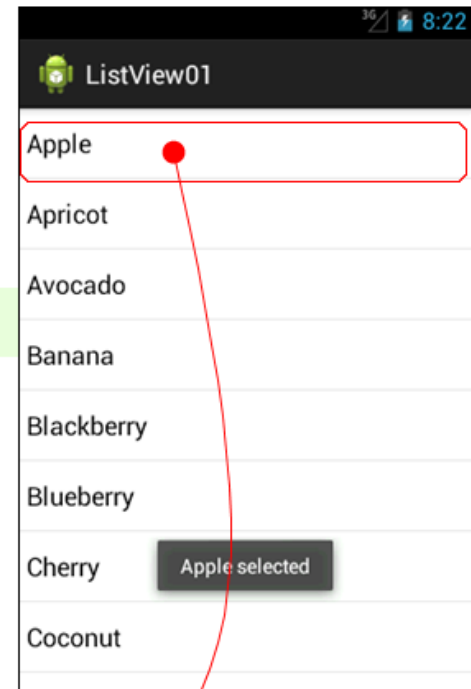 3G 8:22
ListView01
Apple
Apricot
Avocado
Banana
Blackberry
Blueberry
Cherry
Apple selected
Coconut